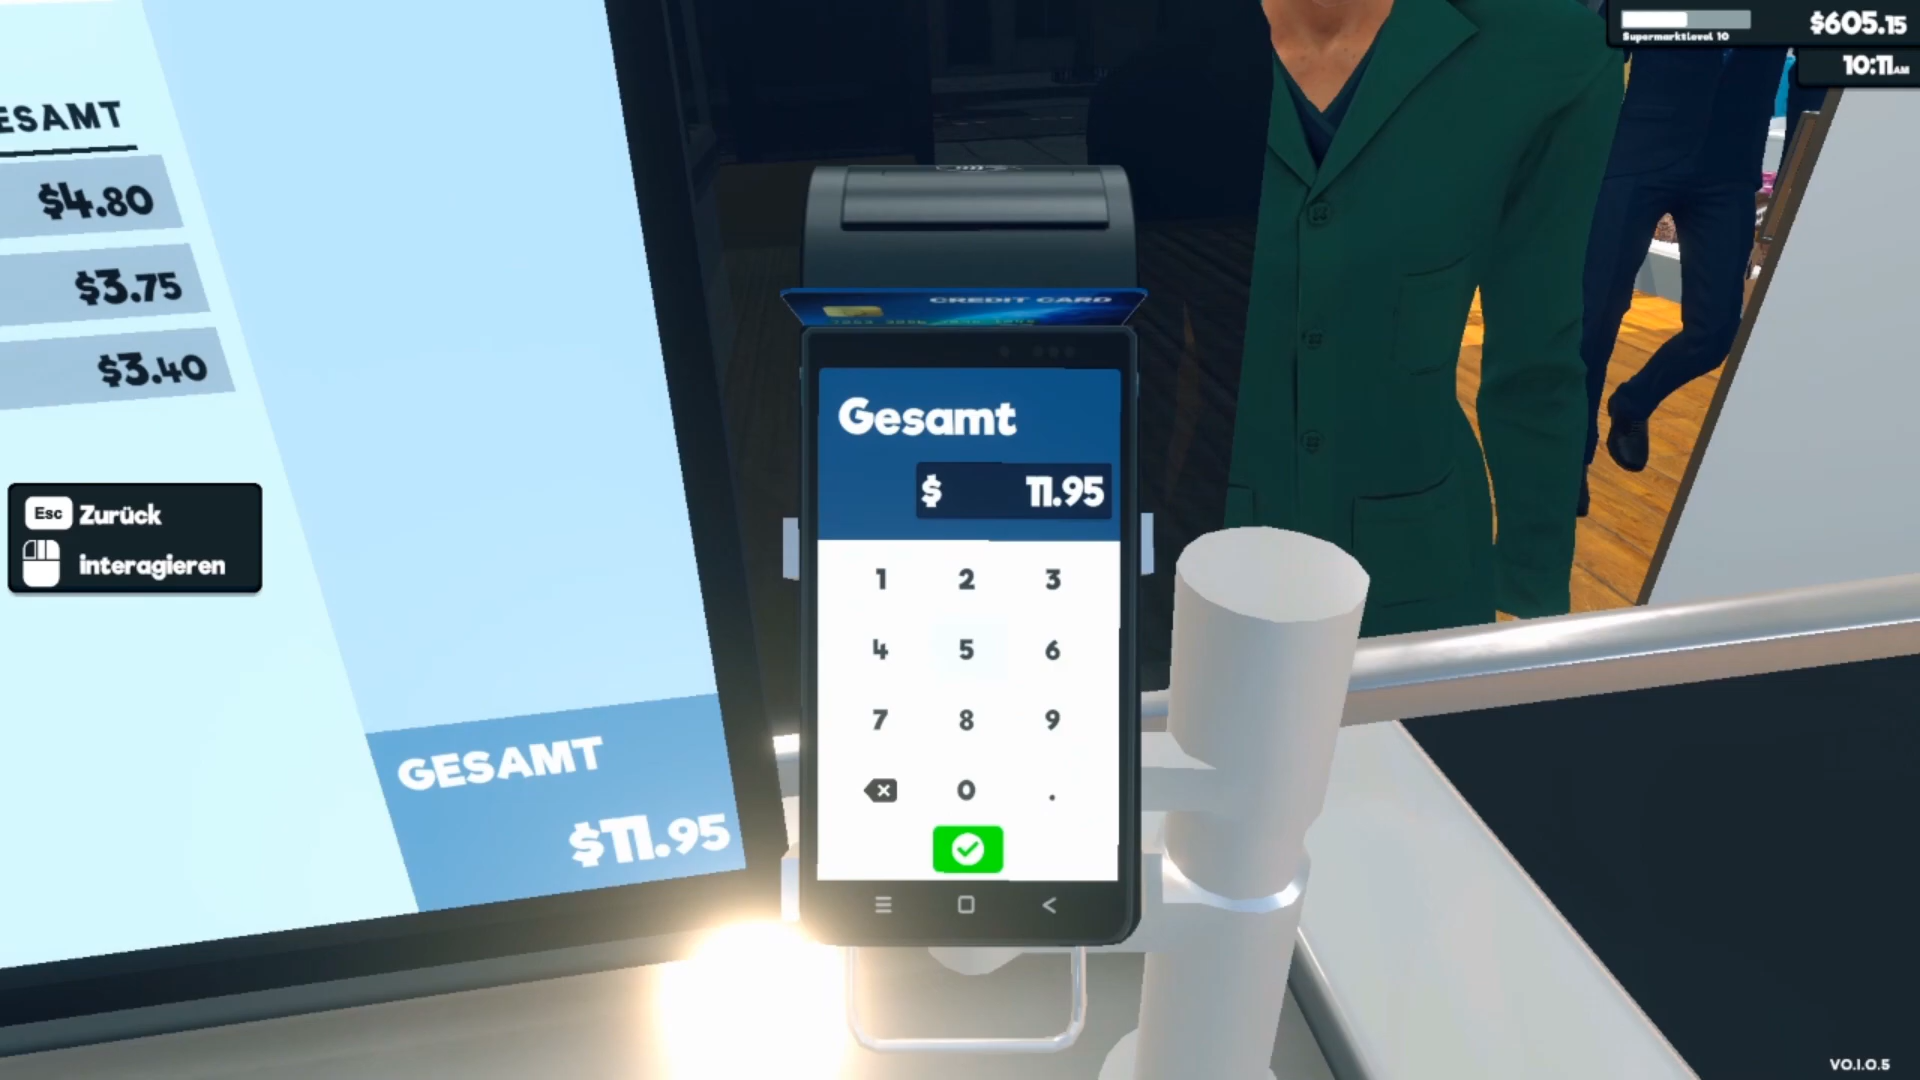 ESAMT
$4.80
$3.75
$3.40
Esc Zurück
interagieren
GESAMT
$11.95
CREDIT CARD
Gesamt
$ 11.95
1 2 3
4 5 6
7 8 9
0 .
$605.15
Supermarktlevel 10
10:11AM
V0.1.0.5